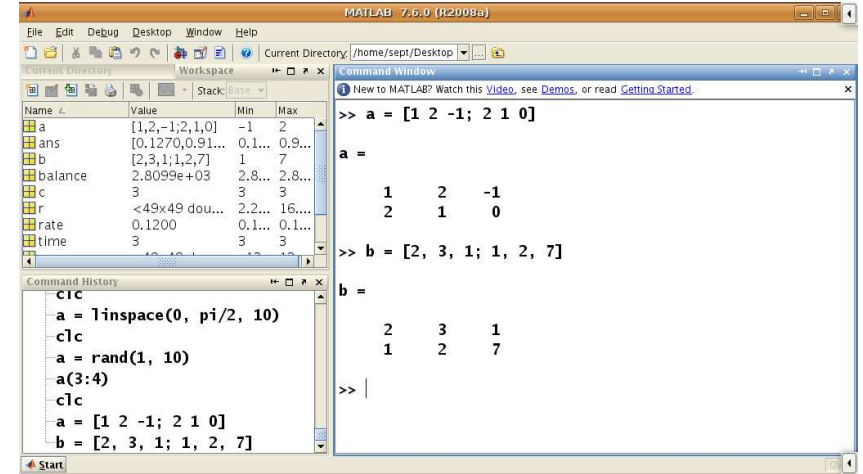 MATLAB 7.6.0 (R2008a)
File Edit Debug Desktop Window Help
Current Directory: /home/sept/Desktop
Current Directory Workspace
Stack: Base
Name Value Min Max
a [1,2,-1;2,1,0] -1 2
ans [0.1270,0.91... 0.1... 0.9...
b [2,3,1;1,2,7] 1 7
balance 2.8099e+03 2.8... 2.8...
c 3 3 3
r <49x49 dou... 2.2... 16....
rate 0.1200 0.1... 0.1...
time 3 3 3
Command History
clc
a = linspace(0, pi/2, 10)
clc
a = rand(1, 10)
a(3:4)
clc
a = [1 2 -1; 2 1 0]
b = [2, 3, 1; 1, 2, 7]
Command Window
New to MATLAB? Watch this Video, see Demos, or read Getting Started.
>> a = [1 2 -1; 2 1 0]
a =
1 2 -1
2 1 0
>> b = [2, 3, 1; 1, 2, 7]
b =
2 3 1
1 2 7
>>
Start